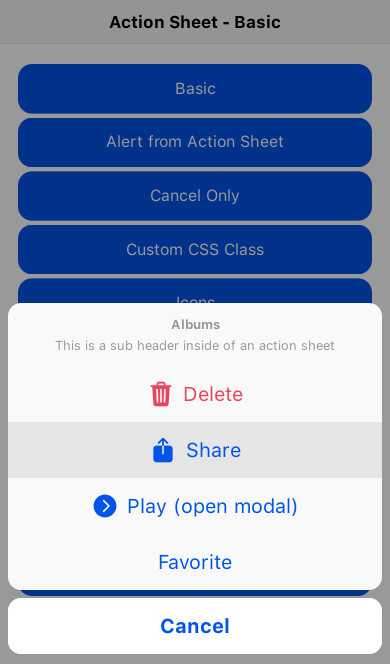 Action Sheet - Basic
Basic
Alert from Action Sheet
Cancel Only
Custom CSS Class
Icons
Albums
This is a sub header inside of an action sheet
Delete
Share
Play (open modal)
Favorite
Cancel